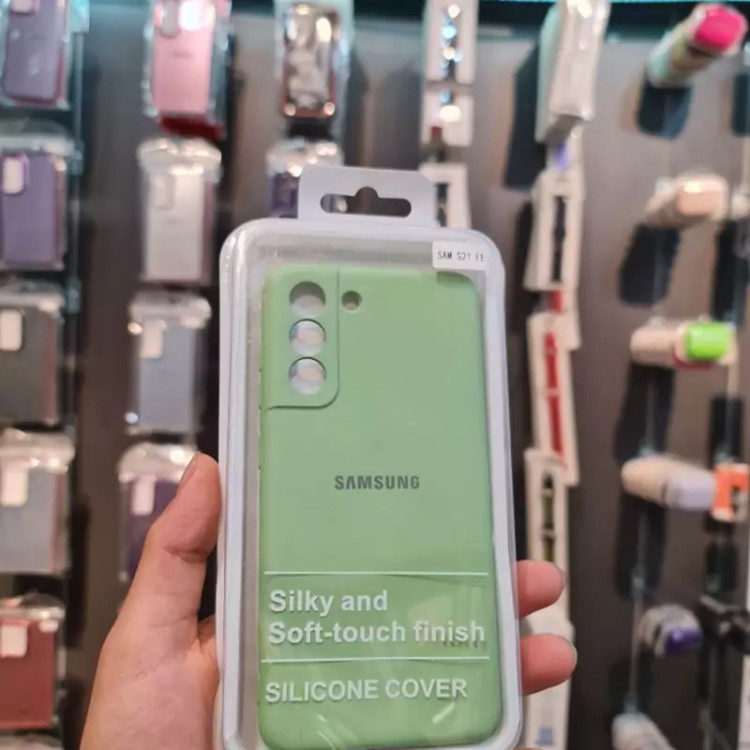 SAM S21 FE
SAMSUNG
Silky and
Soft-touch finish
SILICONE COVER